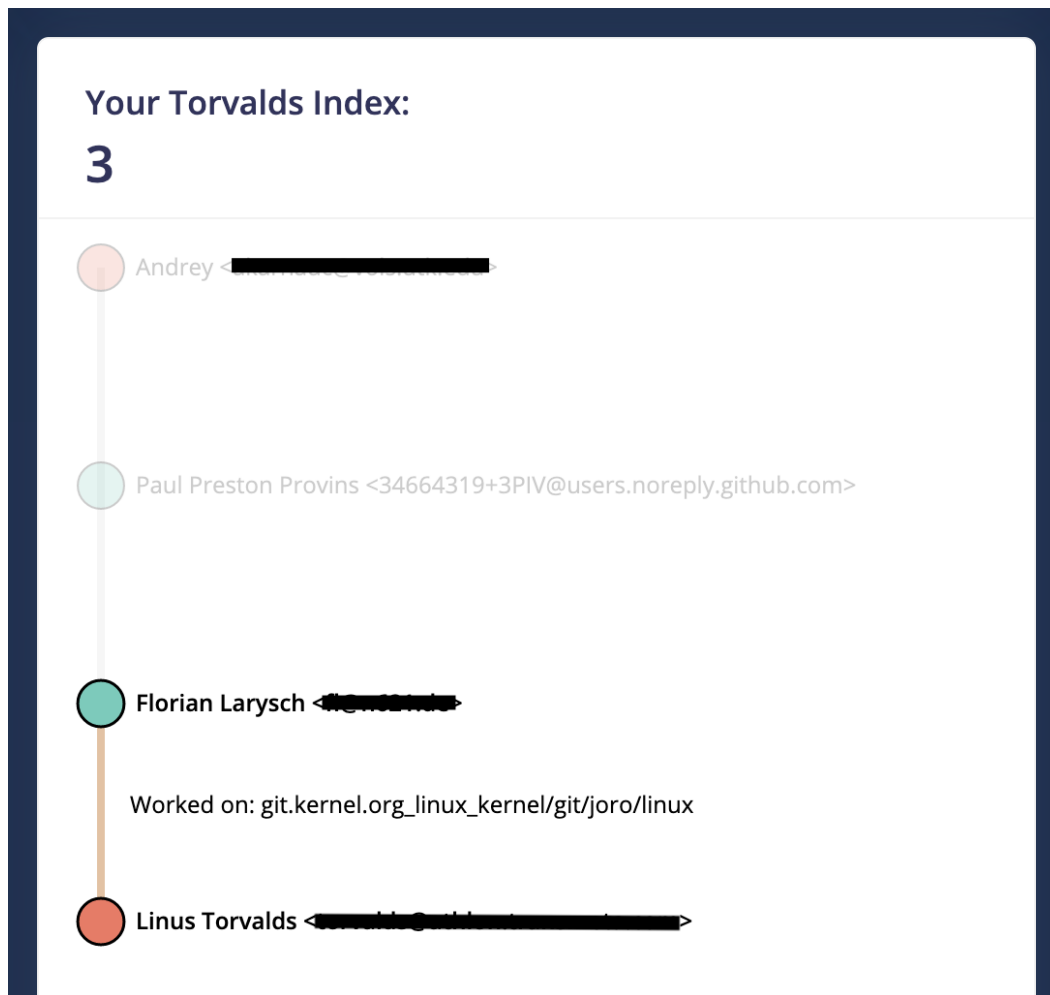 Your Torvalds Index:
3
Andrey <
Paul Preston Provins <34664319+3PIV@users.noreply.github.com>
Florian Larysch <
Worked on: git.kernel.org_linux_kernel/git/joro/linux
Linus Torvalds <